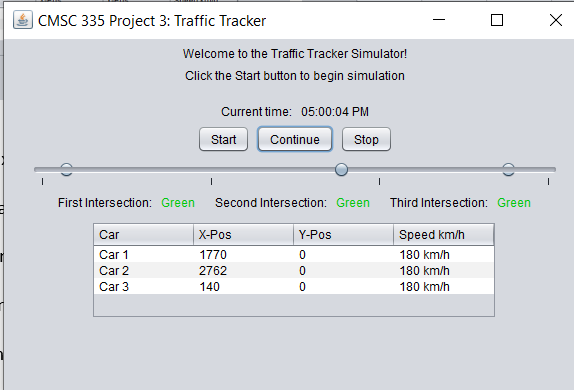 CMSC 335 Project 3: Traffic Tracker
Welcome to the Traffic Tracker Simulator!
Click the Start button to begin simulation
Current time: 05:00:04 PM
Start Continue Stop
First Intersection: Green Second Intersection: Green Third Intersection: Green
Car X-Pos Y-Pos Speed km/h
Car 1 1770 0 180 km/h
Car 2 2762 0 180 km/h
Car 3 140 0 180 km/h